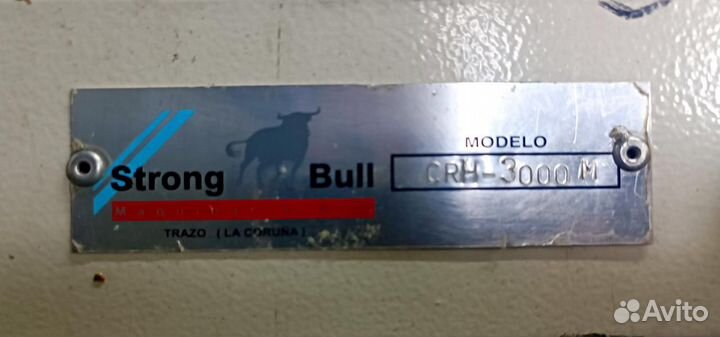 MODELO
Strong Bull CRH-3000 M
TRAZO (LA CORUÑA)
Avito